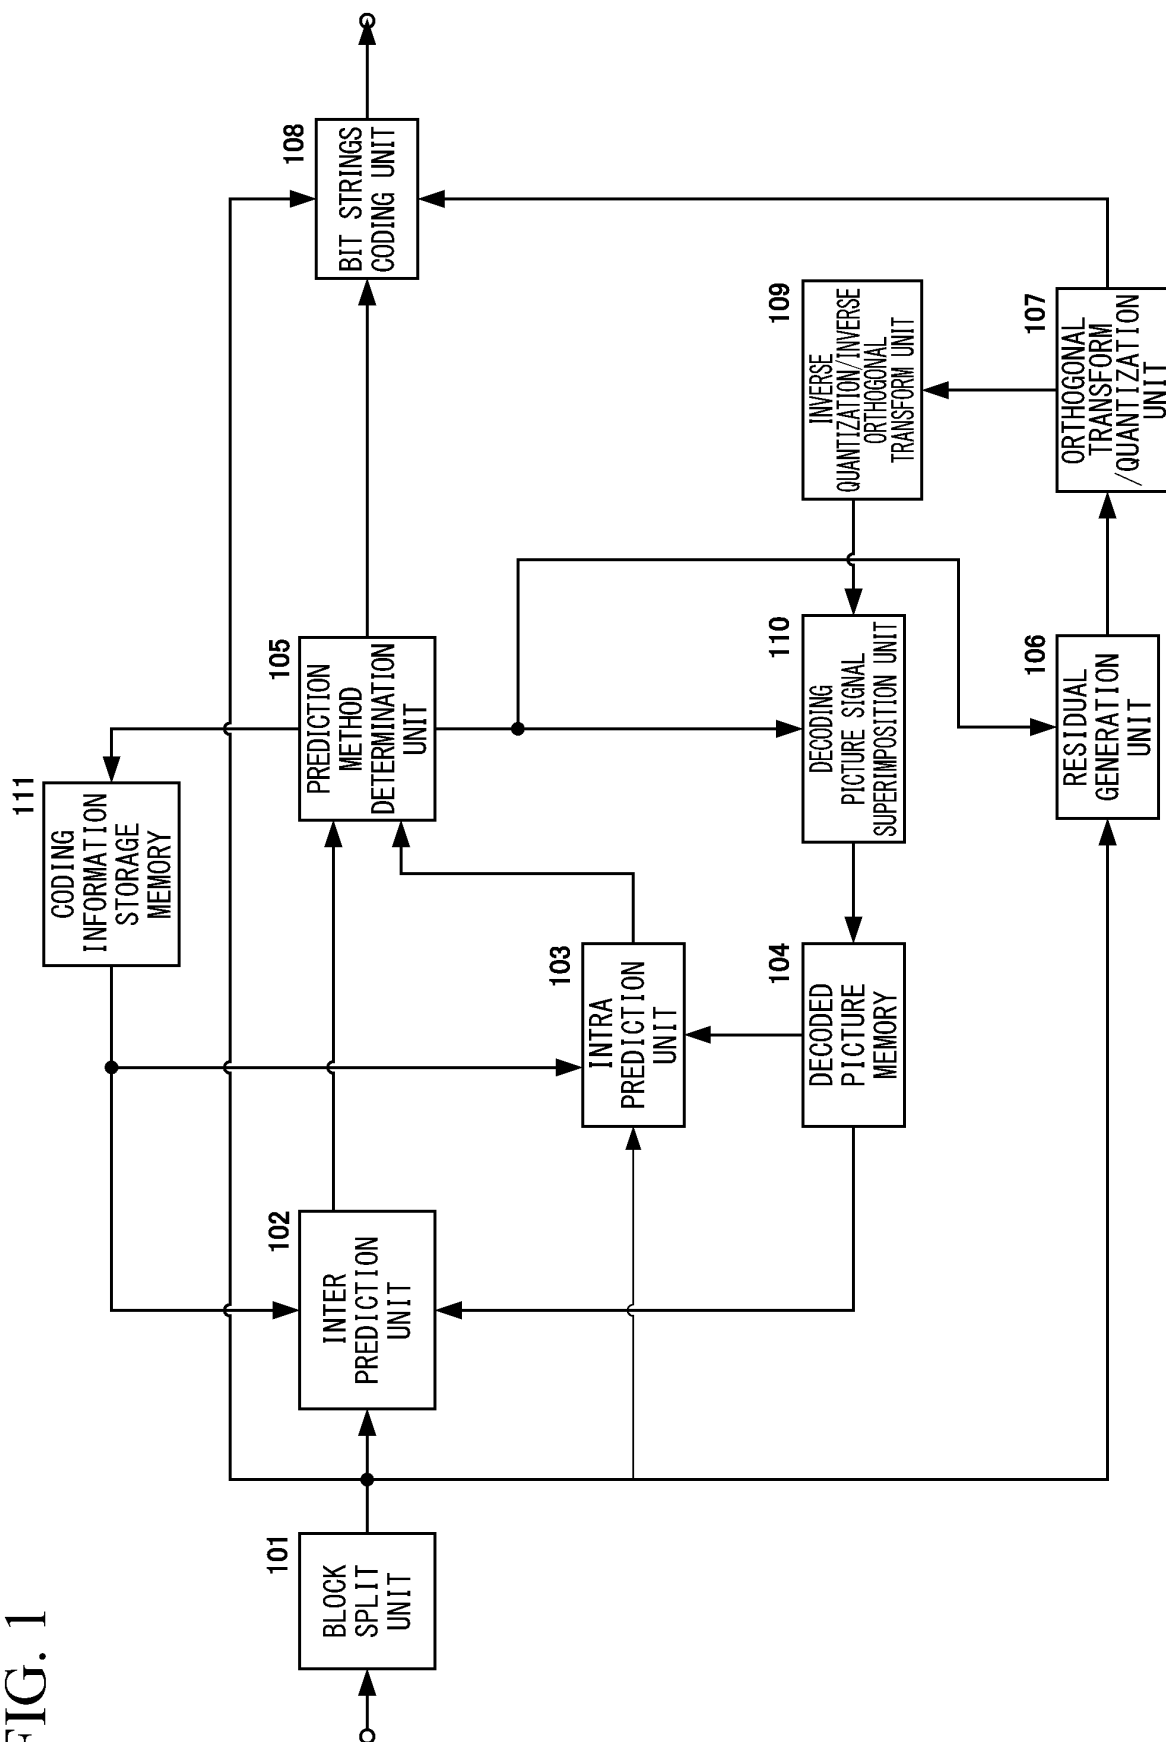 FIG. 1
101
BLOCK
SPLIT
UNIT
102
INTER
PREDICTION
UNIT
111
CODING
INFORMATION
STORAGE
MEMORY
105
PREDICTION
METHOD
DETERMINATION
UNIT
108
BIT STRINGS
CODING UNIT
103
INTRA
PREDICTION
UNIT
104
DECODED
PICTURE
MEMORY
110
DECODING
PICTURE SIGNAL
SUPERIMPOSITION UNIT
109
INVERSE
QUANTIZATION/INVERSE
ORTHOGONAL
TRANSFORM UNIT
106
RESIDUAL
GENERATION
UNIT
107
ORTHOGONAL
TRANSFORM
/QUANTIZATION
UNIT